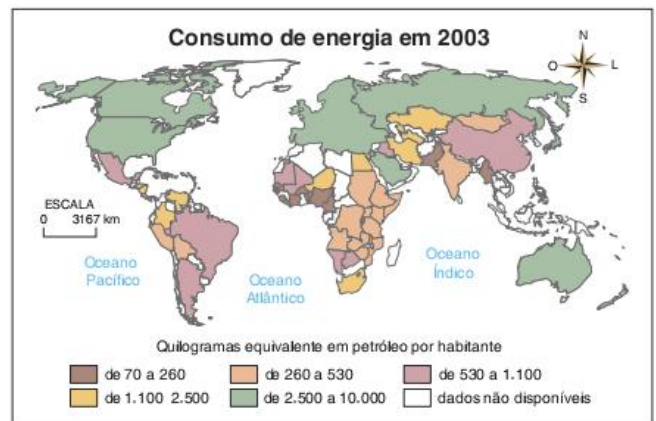 Consumo de energia em 2003
N
O
L
S
ESCALA
0 3167 km
Oceano
Pacífico
Oceano
Atlântico
Oceano
Índico
Quilogramas equivalente em petróleo por habitante
de 70 a 260
de 260 a 530
de 530 a 1.100
de 1.100 2.500
de 2.500 a 10.000
dados não disponíveis